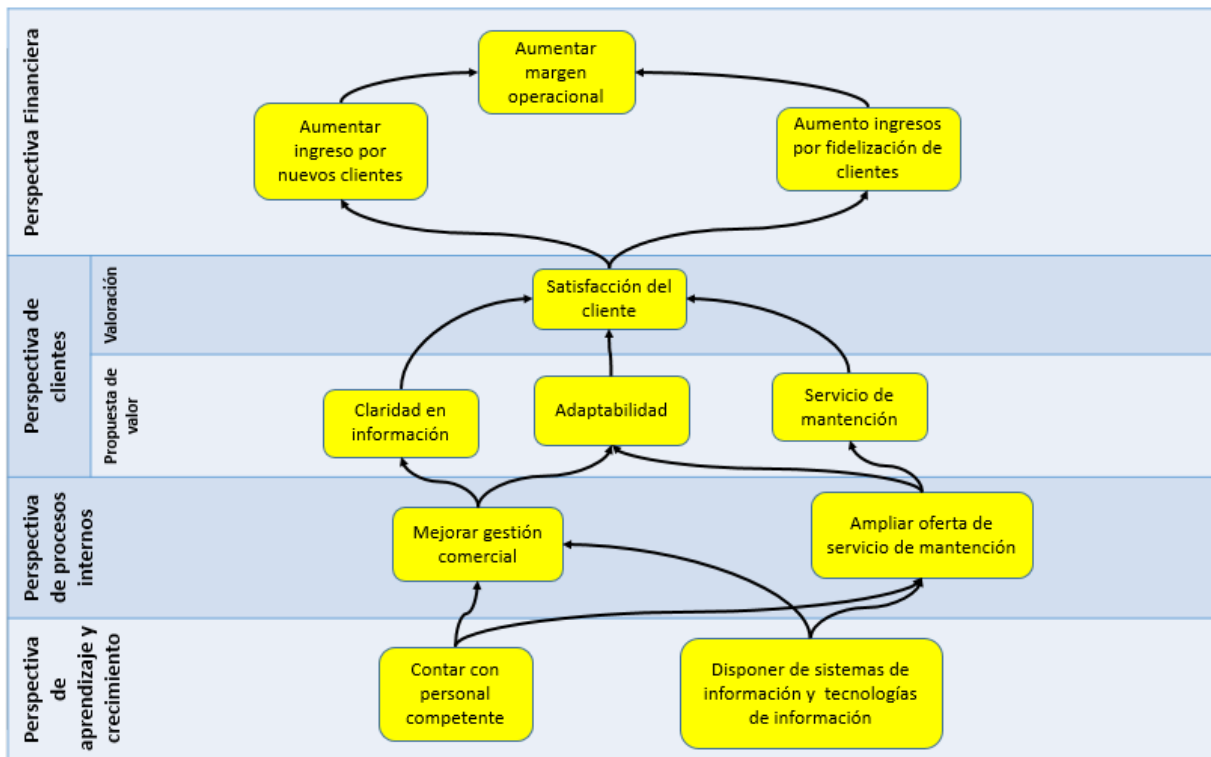 Perspectiva Financiera
Aumentar
margen
operacional
Aumentar
ingreso por
nuevos clientes
Aumento ingresos
por fidelización de
clientes
Perspectiva de
clientes
Valoración
Satisfacción del
cliente
Propuesta de
valor
Claridad en
información
Adaptabilidad
Servicio de
mantención
Perspectiva
de procesos
internos
Mejorar gestión
comercial
Ampliar oferta de
servicio de mantención
Perspectiva
de
aprendizaje y
crecimiento
Contar con
personal
competente
Disponer de sistemas de
información y tecnologías
de información